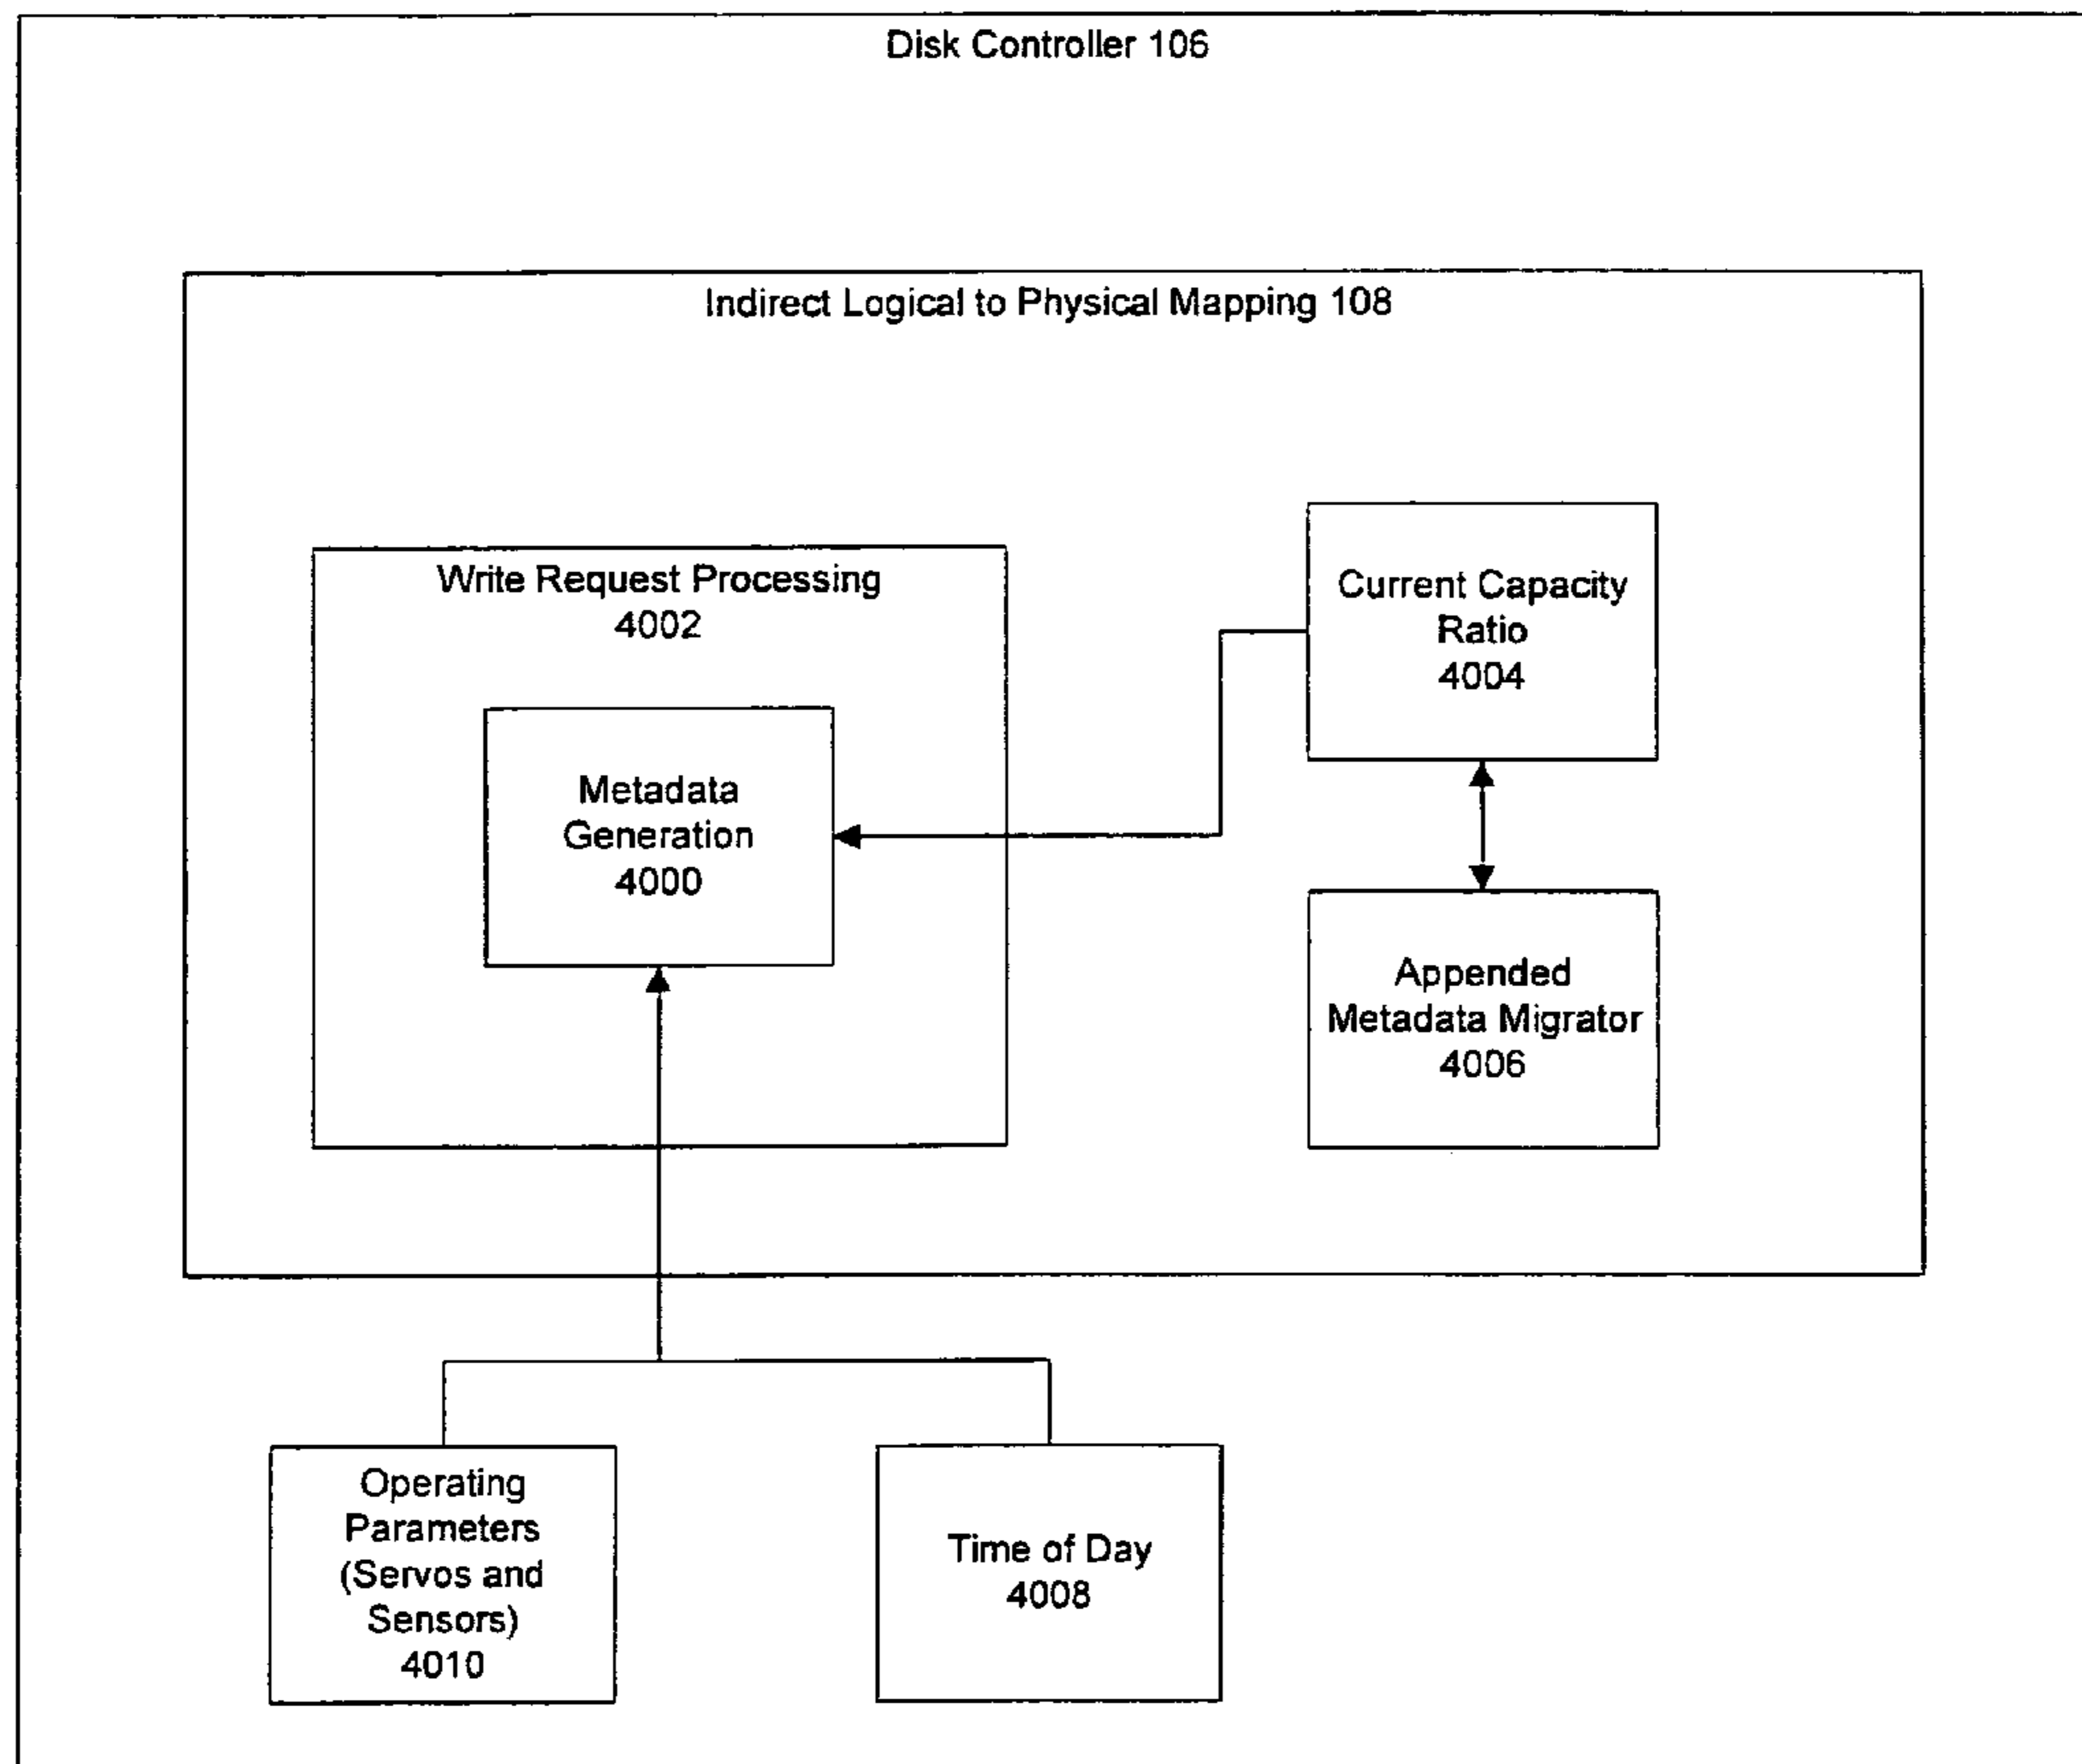 Disk Controller 106
Indirect Logical to Physical Mapping 108
Write Request Processing
4002
Metadata
Generation
4000
Current Capacity
Ratio
4004
Appended
Metadata Migrator
4006
Operating
Parameters
(Servos and
Sensors)
4010
Time of Day
4008